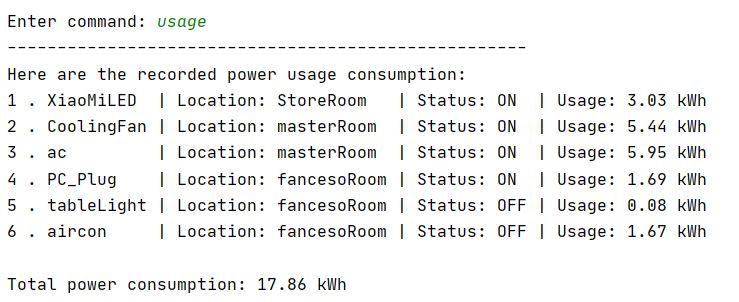 Enter command: usage
----------------------------------------------------
Here are the recorded power usage consumption:
1 . XiaoMiLED  | Location: StoreRoom   | Status: ON  | Usage: 3.03 kWh
2 . CoolingFan | Location: masterRoom  | Status: ON  | Usage: 5.44 kWh
3 . ac         | Location: masterRoom  | Status: ON  | Usage: 5.95 kWh
4 . PC_Plug    | Location: fancesoRoom | Status: ON  | Usage: 1.69 kWh
5 . tableLight | Location: fancesoRoom | Status: OFF | Usage: 0.08 kWh
6 . aircon     | Location: fancesoRoom | Status: OFF | Usage: 1.67 kWh
Total power consumption: 17.86 kWh